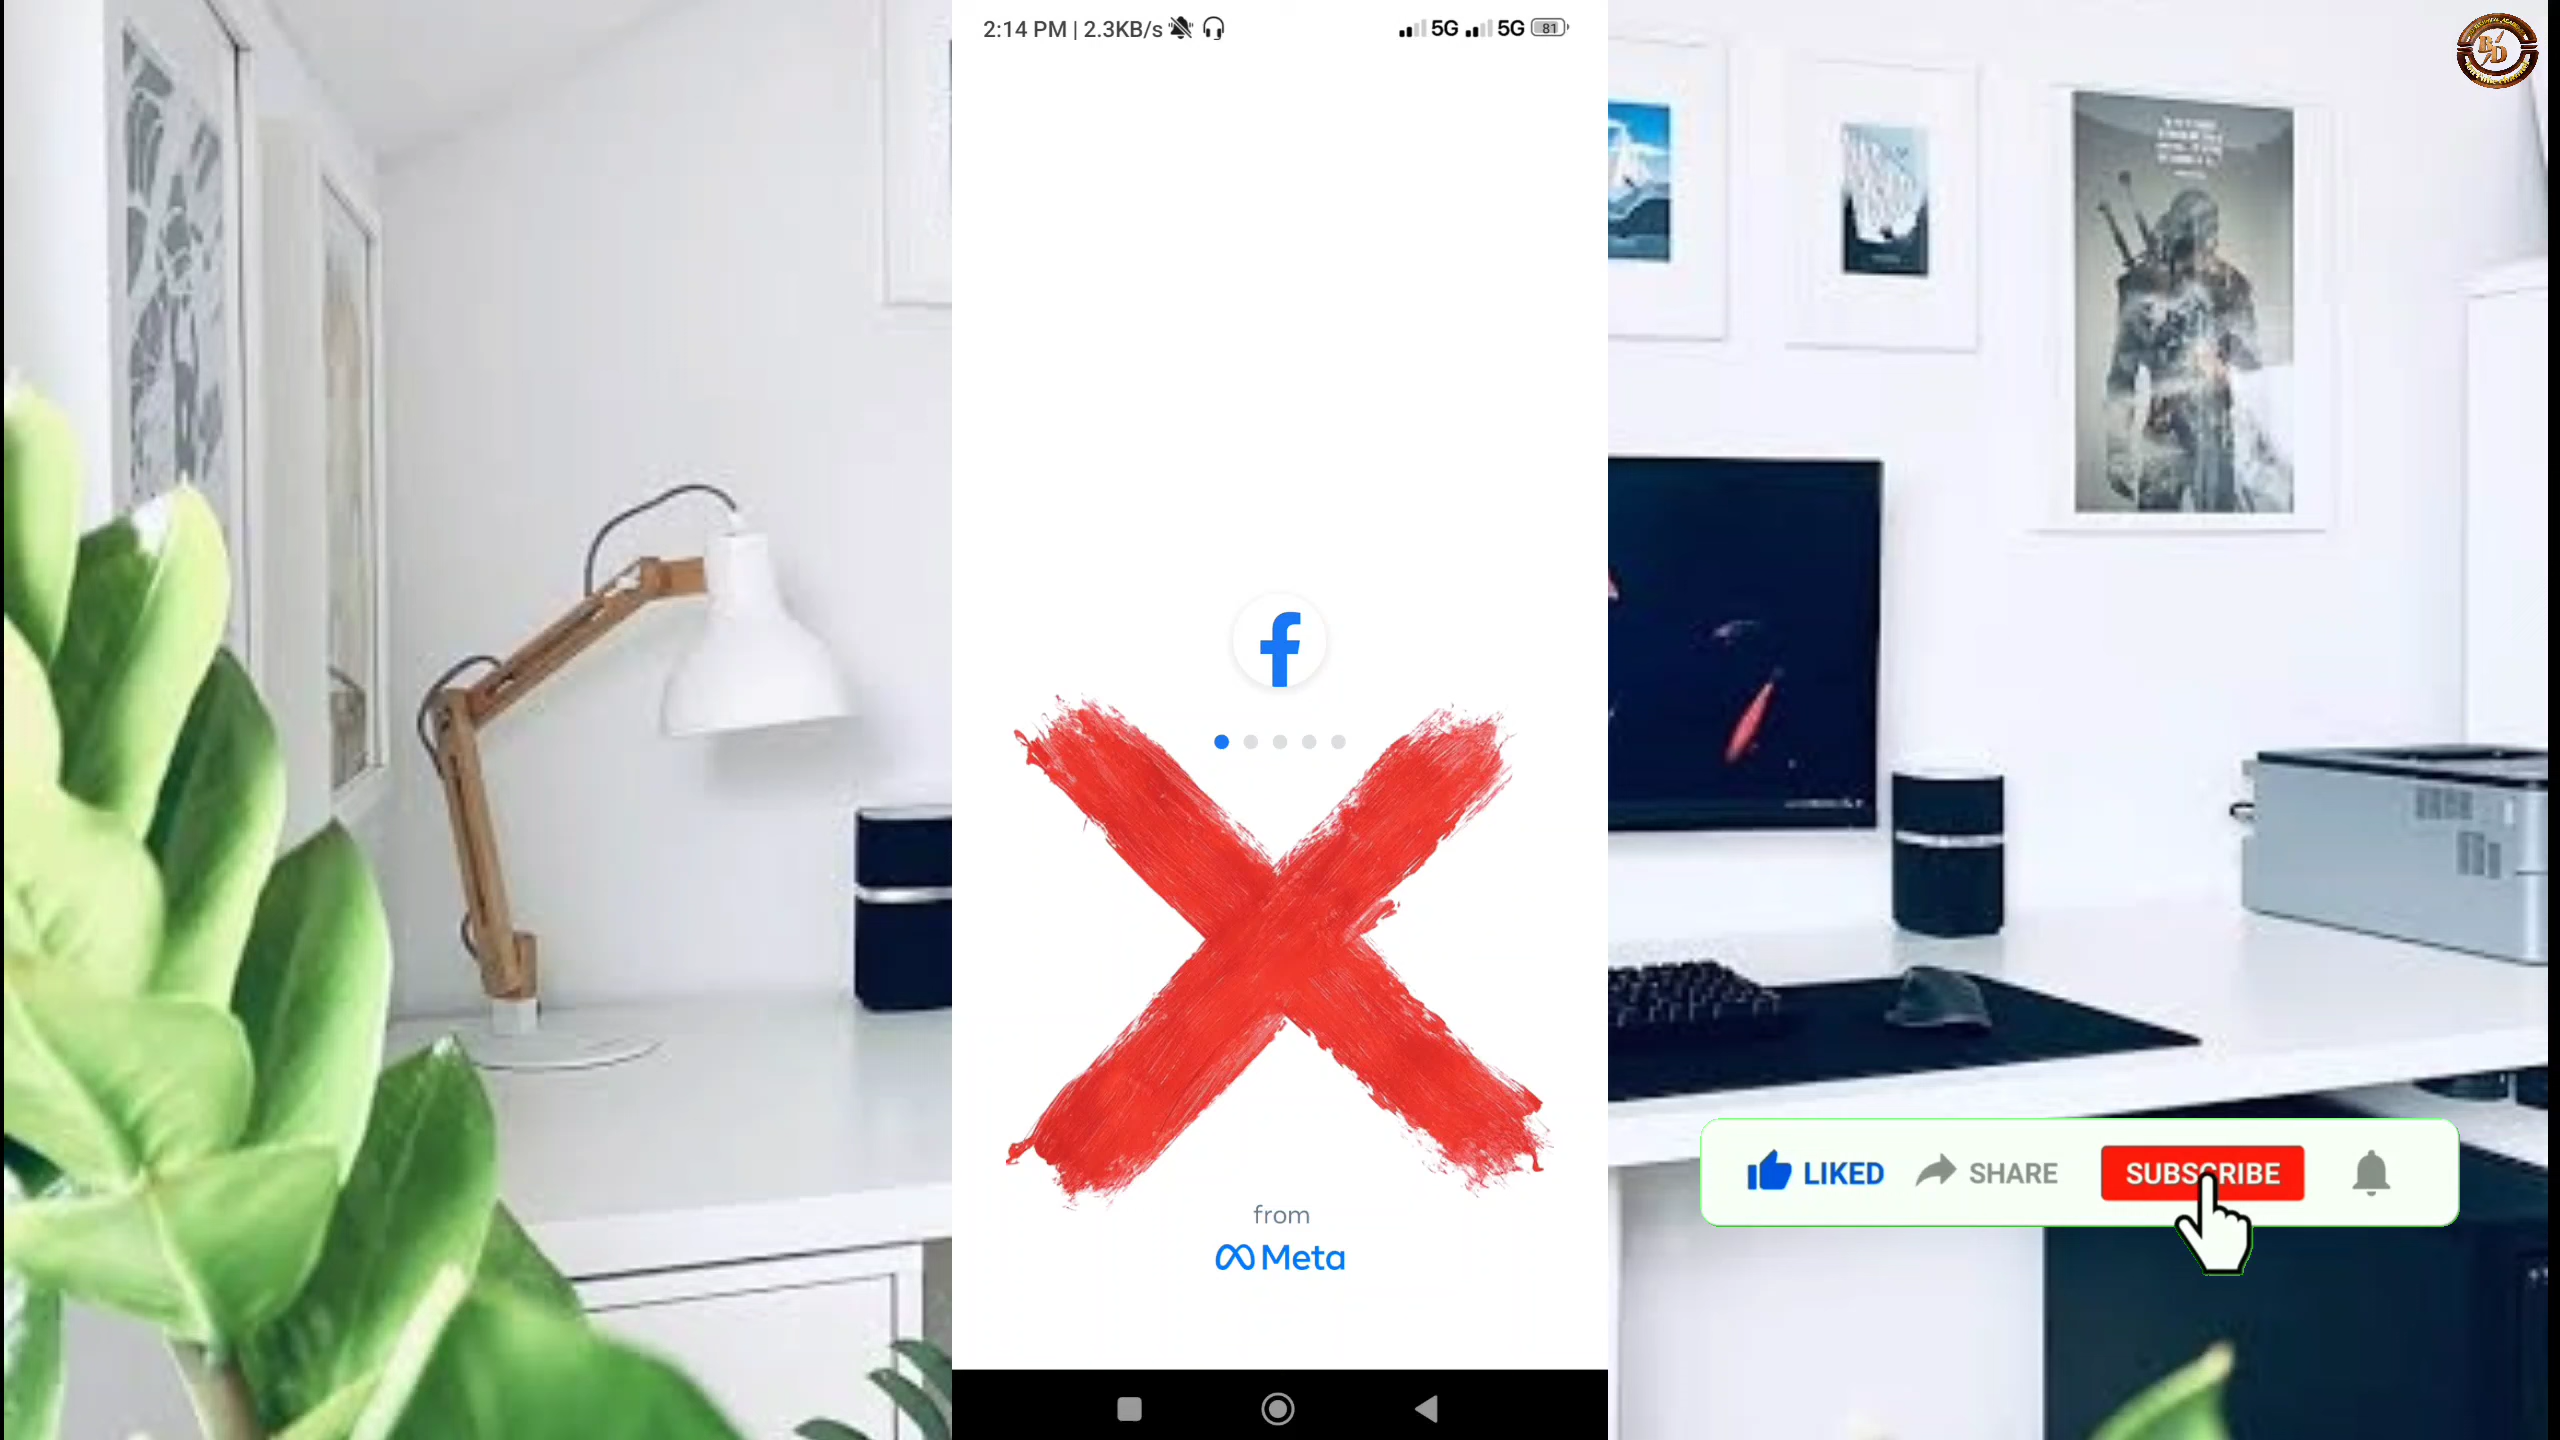 2:14 PM | 2.3KB/s
5G 5G 81
from
Meta
LIKED SHARE SUBSCRIBE